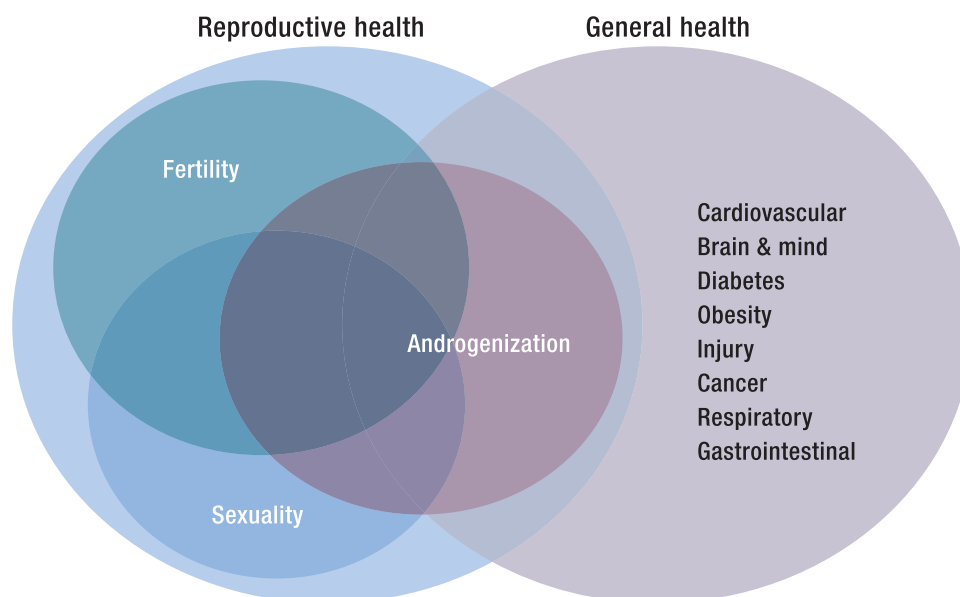 Reproductive health
General health
Fertility
Cardiovascular
Brain & mind
Diabetes
Obesity
Injury
Cancer
Respiratory
Gastrointestinal
Androgenization
Sexuality